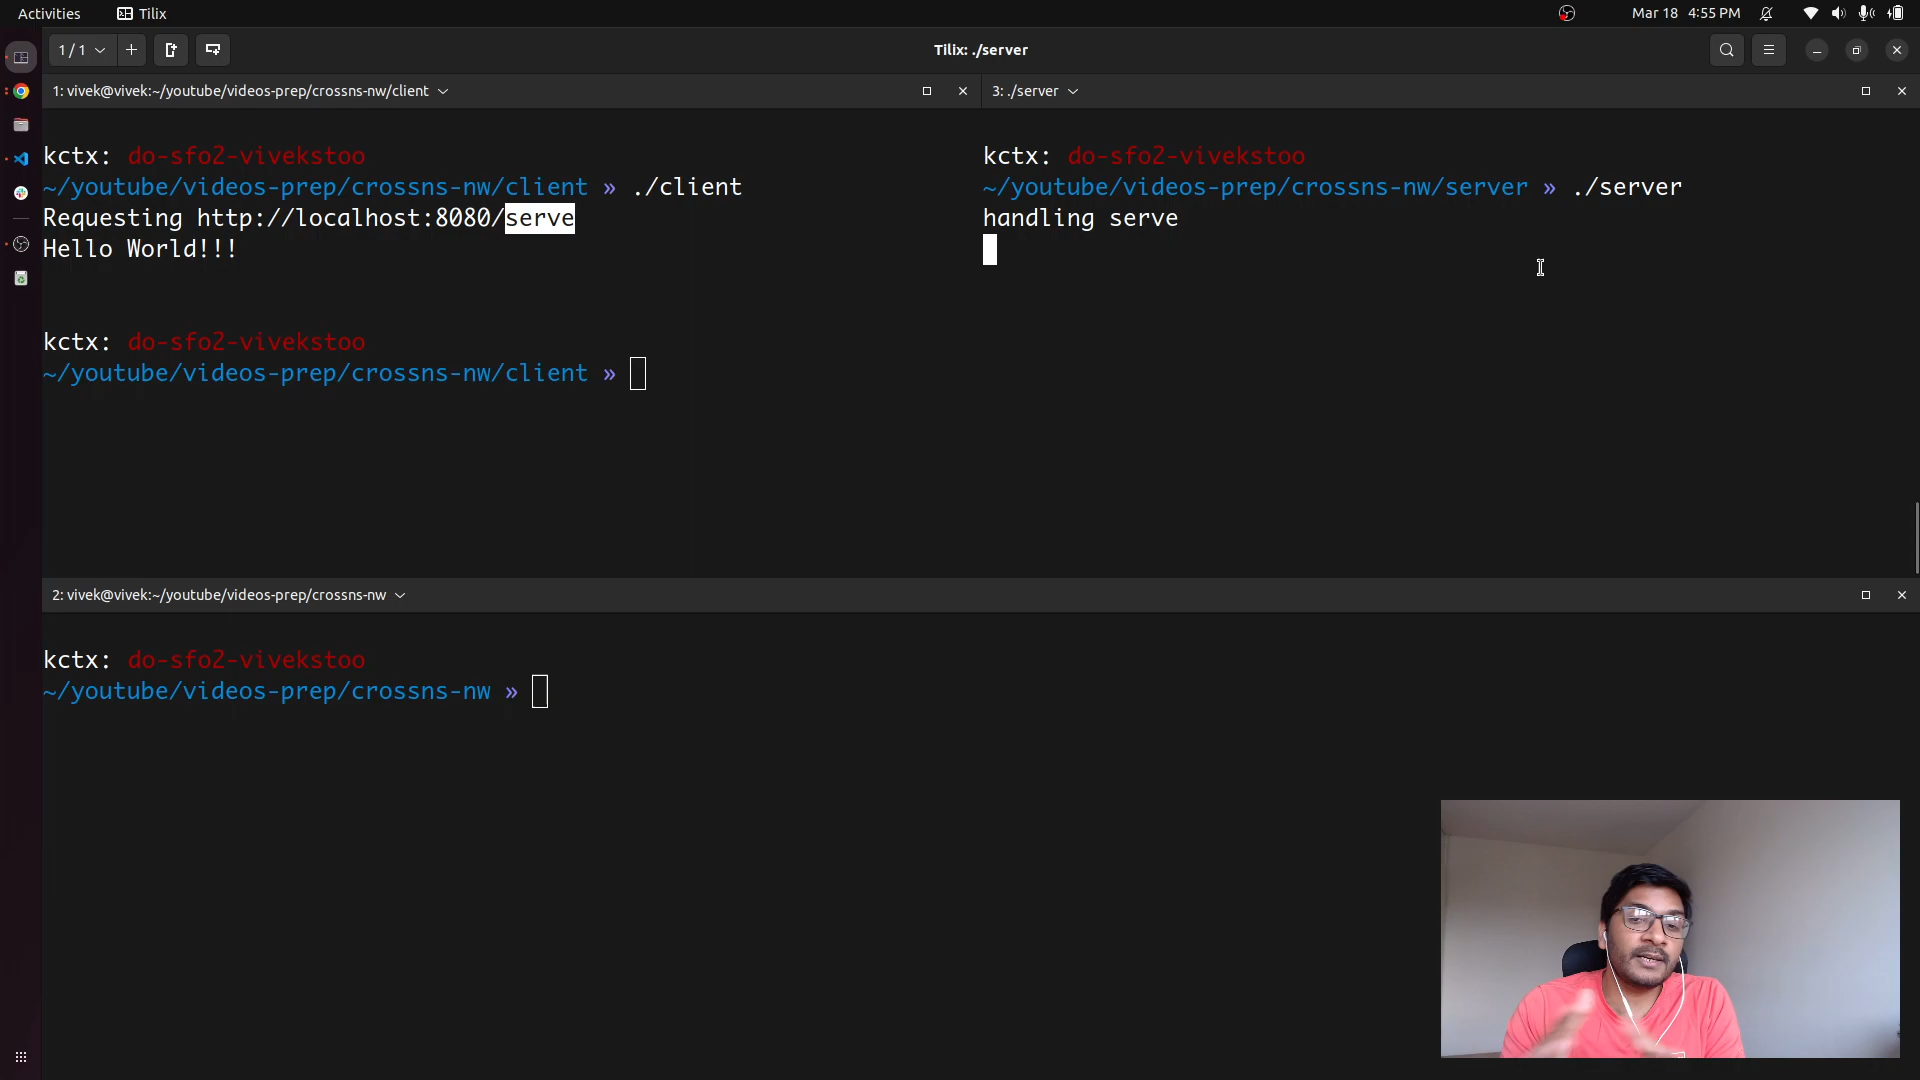 Activities
Tilix
Mar 18 4:55 PM
1 / 1
Tilix: ./server
1: vivek@vivek:~/youtube/videos-prep/crossns-nw/client
kctx: do-sfo2-vivekstoo
~/youtube/videos-prep/crossns-nw/client » ./client
Requesting http://localhost:8080/serve
Hello World!!!
kctx: do-sfo2-vivekstoo
~/youtube/videos-prep/crossns-nw/client »
3: ./server
kctx: do-sfo2-vivekstoo
~/youtube/videos-prep/crossns-nw/server » ./server
handling serve
2: vivek@vivek:~/youtube/videos-prep/crossns-nw
kctx: do-sfo2-vivekstoo
~/youtube/videos-prep/crossns-nw »